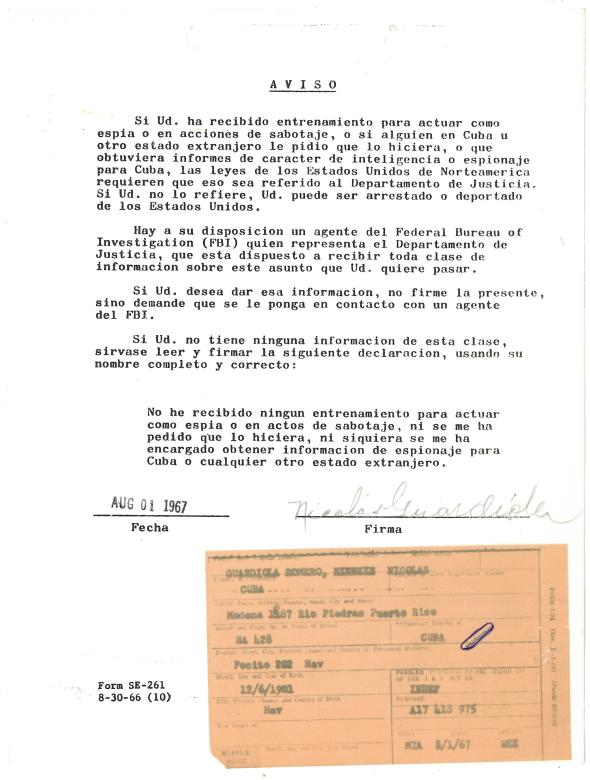 A V I S O
Si Ud. ha recibido entrenamiento para actuar como
espia o en acciones de sabotaje, o si alguien en Cuba u
otro estado extranjero le pidio que lo hiciera, o que
obtuviera informes de caracter de inteligencia o espionaje
para Cuba, las leyes de los Estados Unidos de Norteamerica
requieren que eso sea referido al Departamento de Justicia.
Si Ud. no lo refiere, Ud. puede ser arrestado o deportado
de los Estados Unidos.
Hay a su disposicion un agente del Federal Bureau of
Investigation (FBI) quien representa el Departamento de
Justicia, que esta dispuesto a recibir toda clase de
informacion sobre este asunto que Ud. quiere pasar.
Si Ud. desea dar esa informacion, no firme la presente,
sino demande que se le ponga en contacto con un agente
del FBI.
Si Ud. no tiene ninguna informacion de esta clase,
sirvase leer y firmar la siguiente declaracion, usando su
nombre completo y correcto:
No he recibido ningun entrenamiento para actuar
como espia o en actos de sabotaje, ni se me ha
pedido que lo hiciera, ni siquiera se me ha
encargado obtener informacion de espionaje para
Cuba o cualquier otro estado extranjero.
AUG 01 1967 Nicolás Guardiola
Fecha Firma
GUARDIOLA ROMERO, NICOLAS
CUBA
Modena Rio Piedras Puerto Rico
NA 428 CUBA
Pocito 202 Hav
Month, Day and Year of Birth
12/6/1901 INDEF
Hav A17 418 975
MIA 8/1/67 WEK
STAPLE
HERE
Form SE-261
8-30-66 (10)